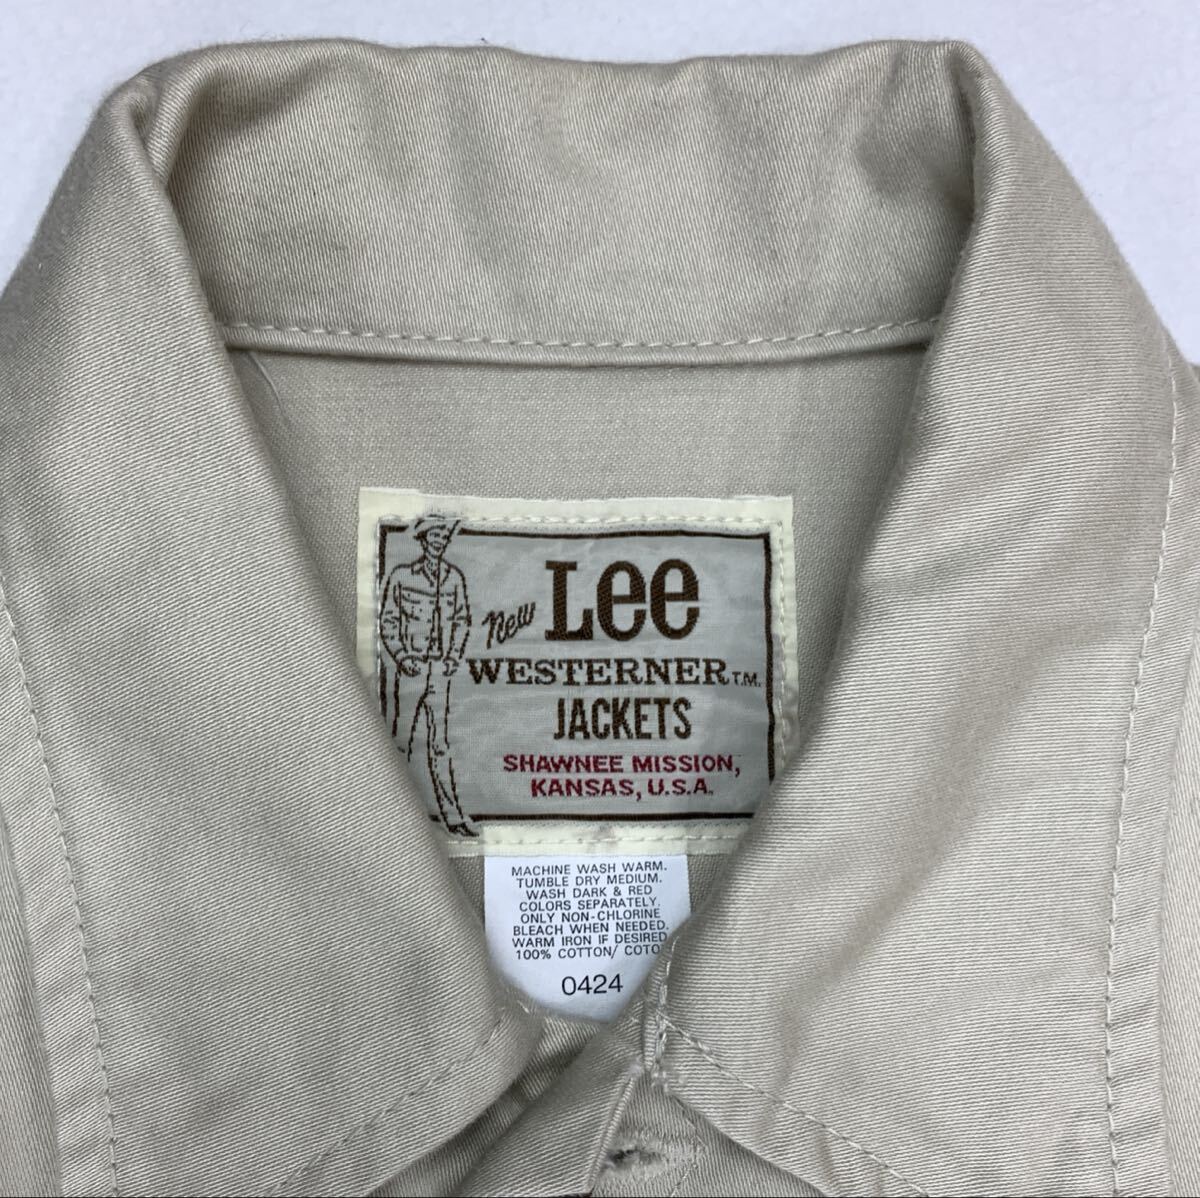 New Lee
WESTERNER T.M.
JACKETS
SHAWNEE MISSION,
KANSAS, U.S.A.
MACHINE WASH WARM.
TUMBLE DRY MEDIUM.
WASH DARK & RED
COLORS SEPARATELY.
ONLY NON-CHLORINE
BLEACH WHEN NEEDED.
WARM IRON IF DESIRED
100% COTTON/
0424